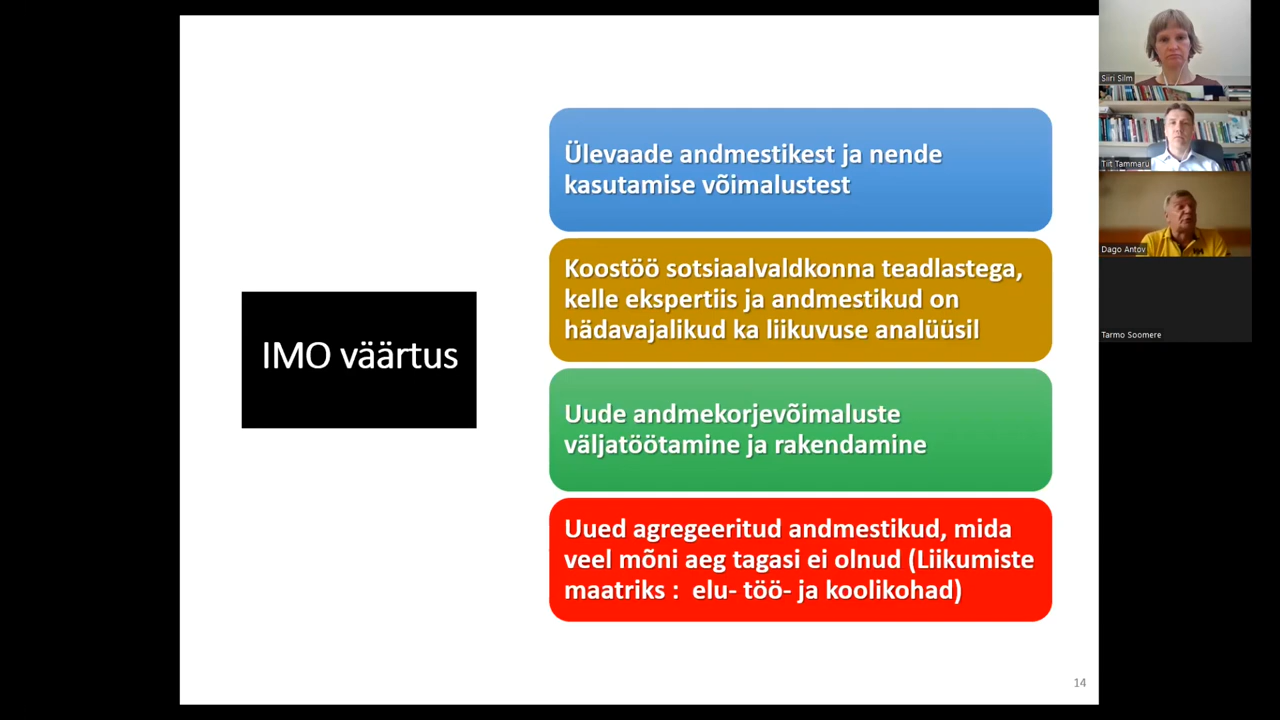 IMO väärtus
Ülevaade andmestikest ja nende
kasutamise võimalustest
Koostöö sotsiaalvaldkonna teadlastega,
kelle ekspertiis ja andmestikud on
hädavajalikud ka liikuvuse analüüsil
Uude andmekorjevõimaluste
väljatöötamine ja rakendamine
Uued agregeeritud andmestikud, mida
veel mõni aeg tagasi ei olnud (Liikumiste
maatriks : elu- töö- ja koolikohad)
14
Siiri Silm
Tiit Tammaru
Dago Antov
Tarmo Soomere